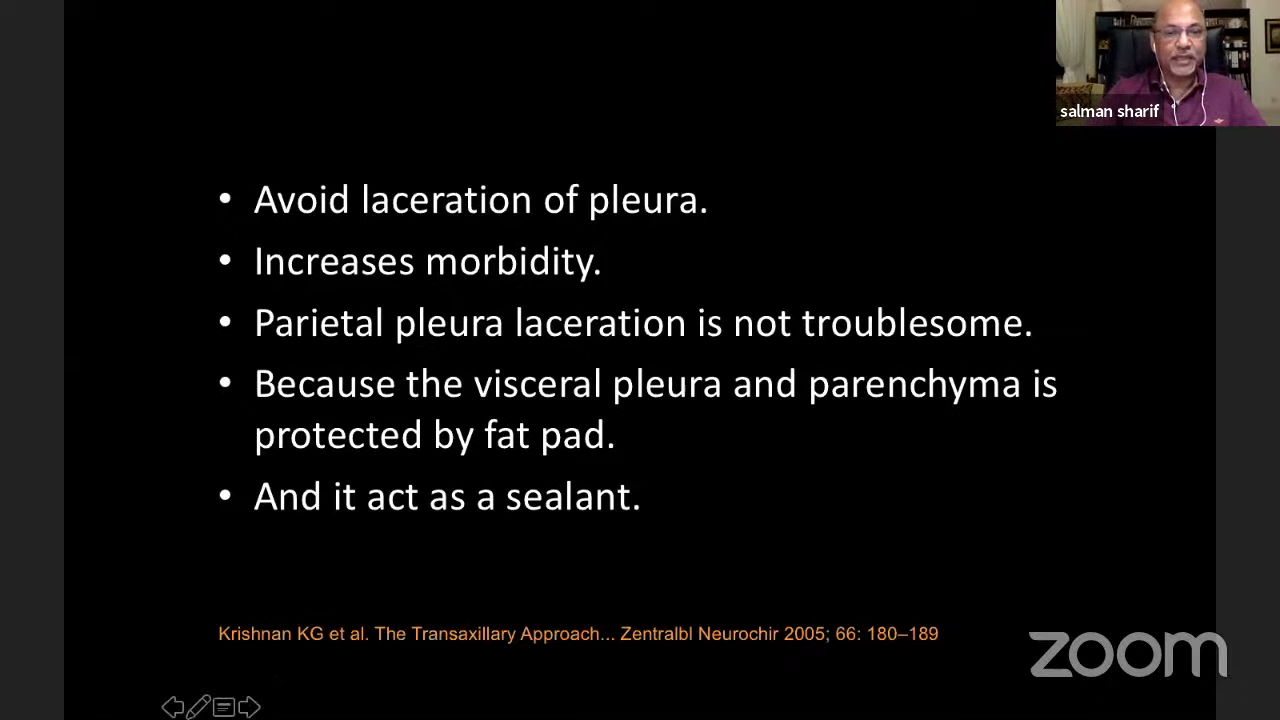 salman sharif
• Avoid laceration of pleura.
• Increases morbidity.
• Parietal pleura laceration is not troublesome.
• Because the visceral pleura and parenchyma is
protected by fat pad.
• And it act as a sealant.
Krishnan KG et al. The Transaxillary Approach... Zentralbl Neurochir 2005; 66: 180–189
zoom